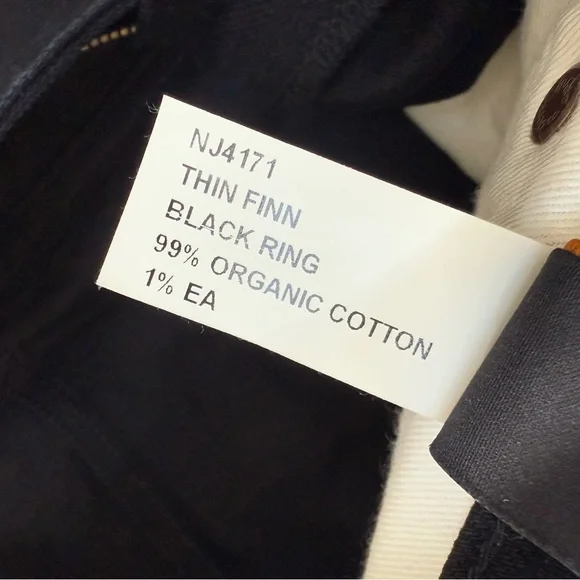 NJ4171
THIN FINN
BLACK RING
99% ORGANIC COTTON
1% EA